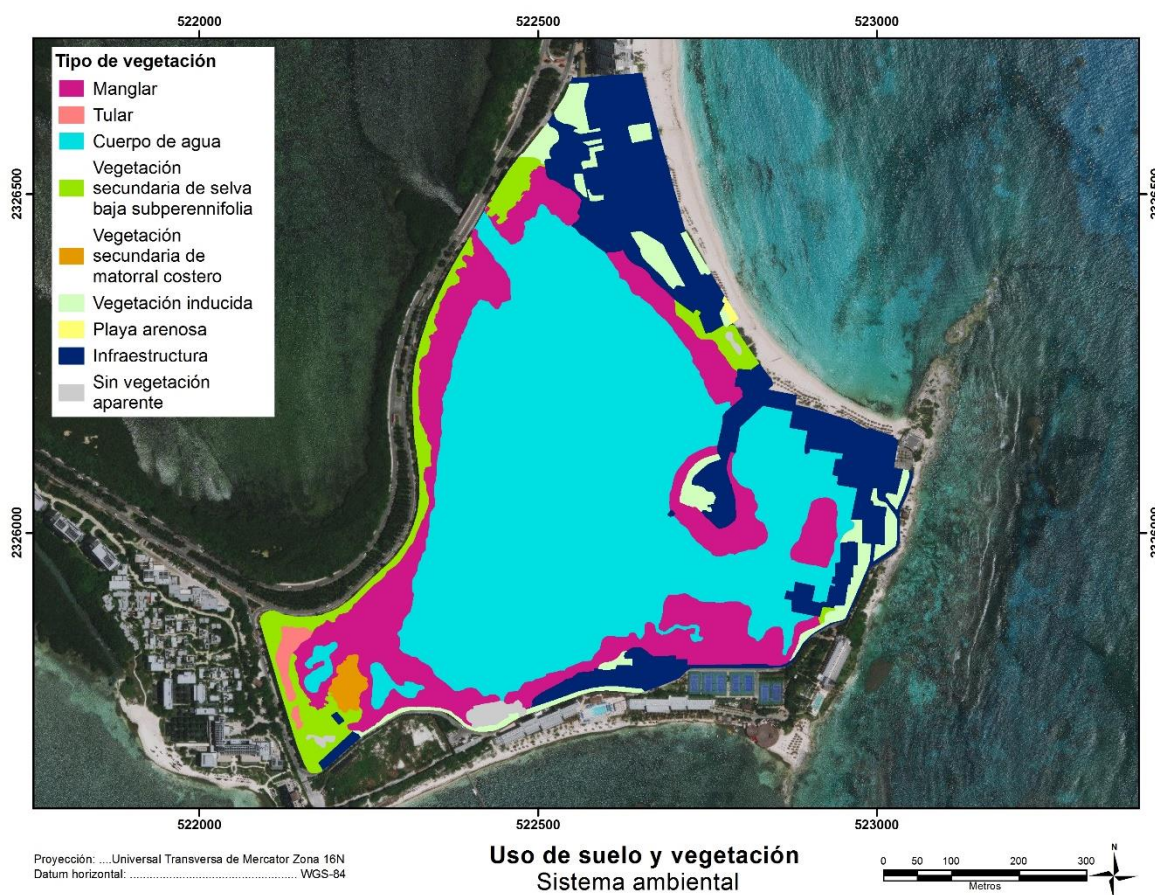 522000 522500 523000
Tipo de vegetación
Manglar
Tular
Cuerpo de agua
Vegetación
secundaria de selva
baja subperennifolia
Vegetación
secundaria de
matorral costero
Vegetación inducida
Playa arenosa
Infraestructura
Sin vegetación
aparente
2326500 2326500
2326000 2326000
522000 522500 523000
Proyección: ....Universal Transversa de Mercator Zona 16N
Datum horizontal: .................................................. WGS-84
Uso de suelo y vegetación
Sistema ambiental
0 50 100 200 300
Metros
N